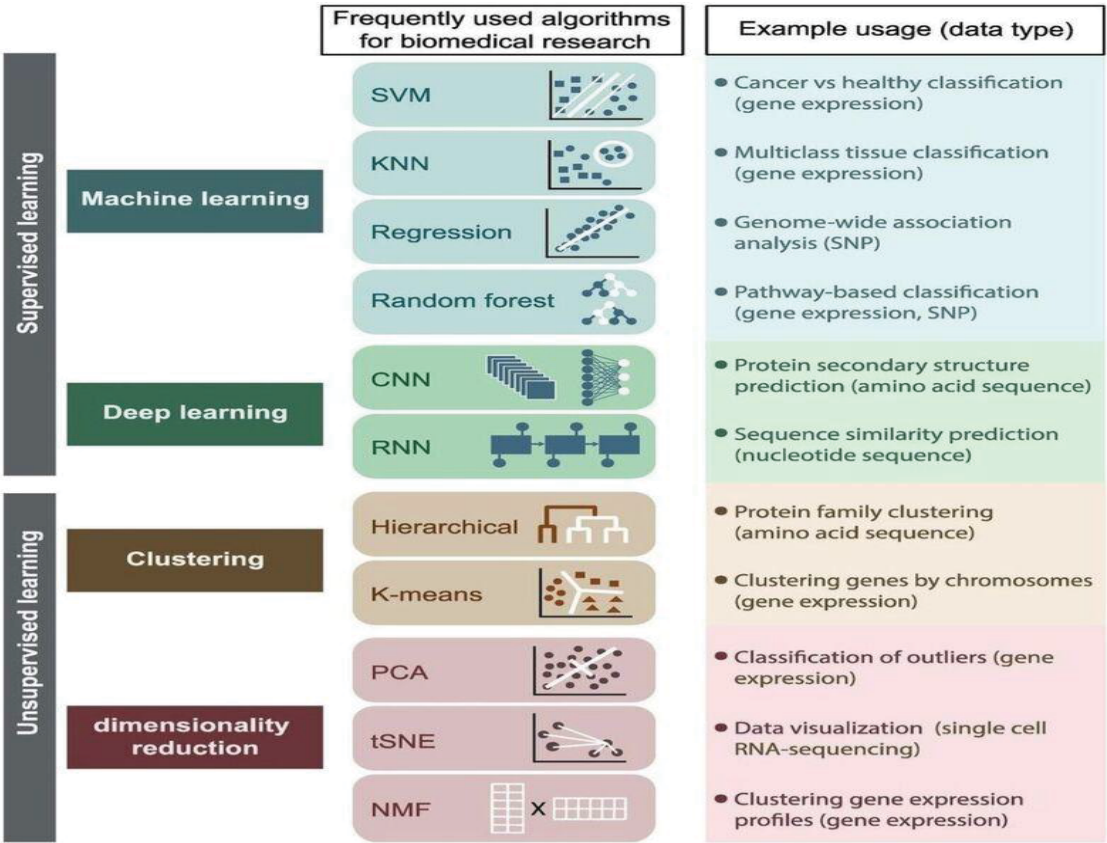 Frequently used algorithms
for biomedical research
Example usage (data type)
Supervised learning
Machine learning
SVM
• Cancer vs healthy classification
(gene expression)
KNN
• Multiclass tissue classification
(gene expression)
Regression
• Genome-wide association
analysis (SNP)
Random forest
• Pathway-based classification
(gene expression, SNP)
Deep learning
CNN
• Protein secondary structure
prediction (amino acid sequence)
RNN
• Sequence similarity prediction
(nucleotide sequence)
Unsupervised learning
Clustering
Hierarchical
• Protein family clustering
(amino acid sequence)
K-means
• Clustering genes by chromosomes
(gene expression)
dimensionality
reduction
PCA
• Classification of outliers (gene
expression)
tSNE
• Data visualization (single cell
RNA-sequencing)
NMF
X
• Clustering gene expression
profiles (gene expression)